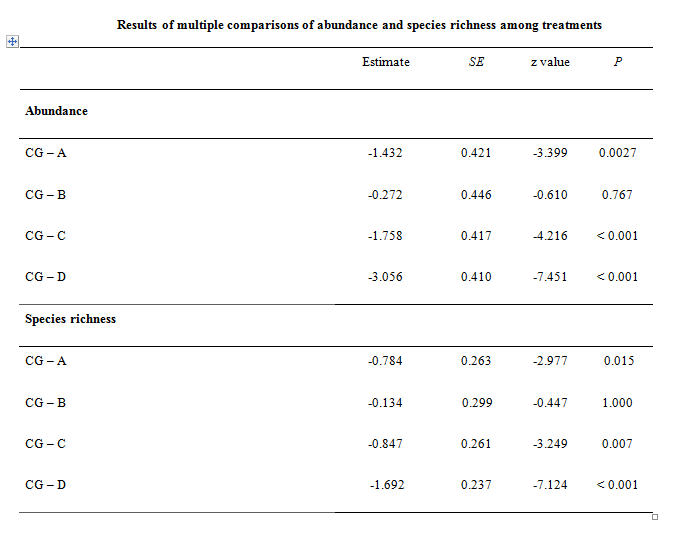 Results of multiple comparisons of abundance and species richness among treatments
Estimate SE z value P
Abundance
CG – A -1.432 0.421 -3.399 0.0027
CG – B -0.272 0.446 -0.610 0.767
CG – C -1.758 0.417 -4.216 < 0.001
CG – D -3.056 0.410 -7.451 < 0.001
Species richness
CG – A -0.784 0.263 -2.977 0.015
CG – B -0.134 0.299 -0.447 1.000
CG – C -0.847 0.261 -3.249 0.007
CG – D -1.692 0.237 -7.124 < 0.001